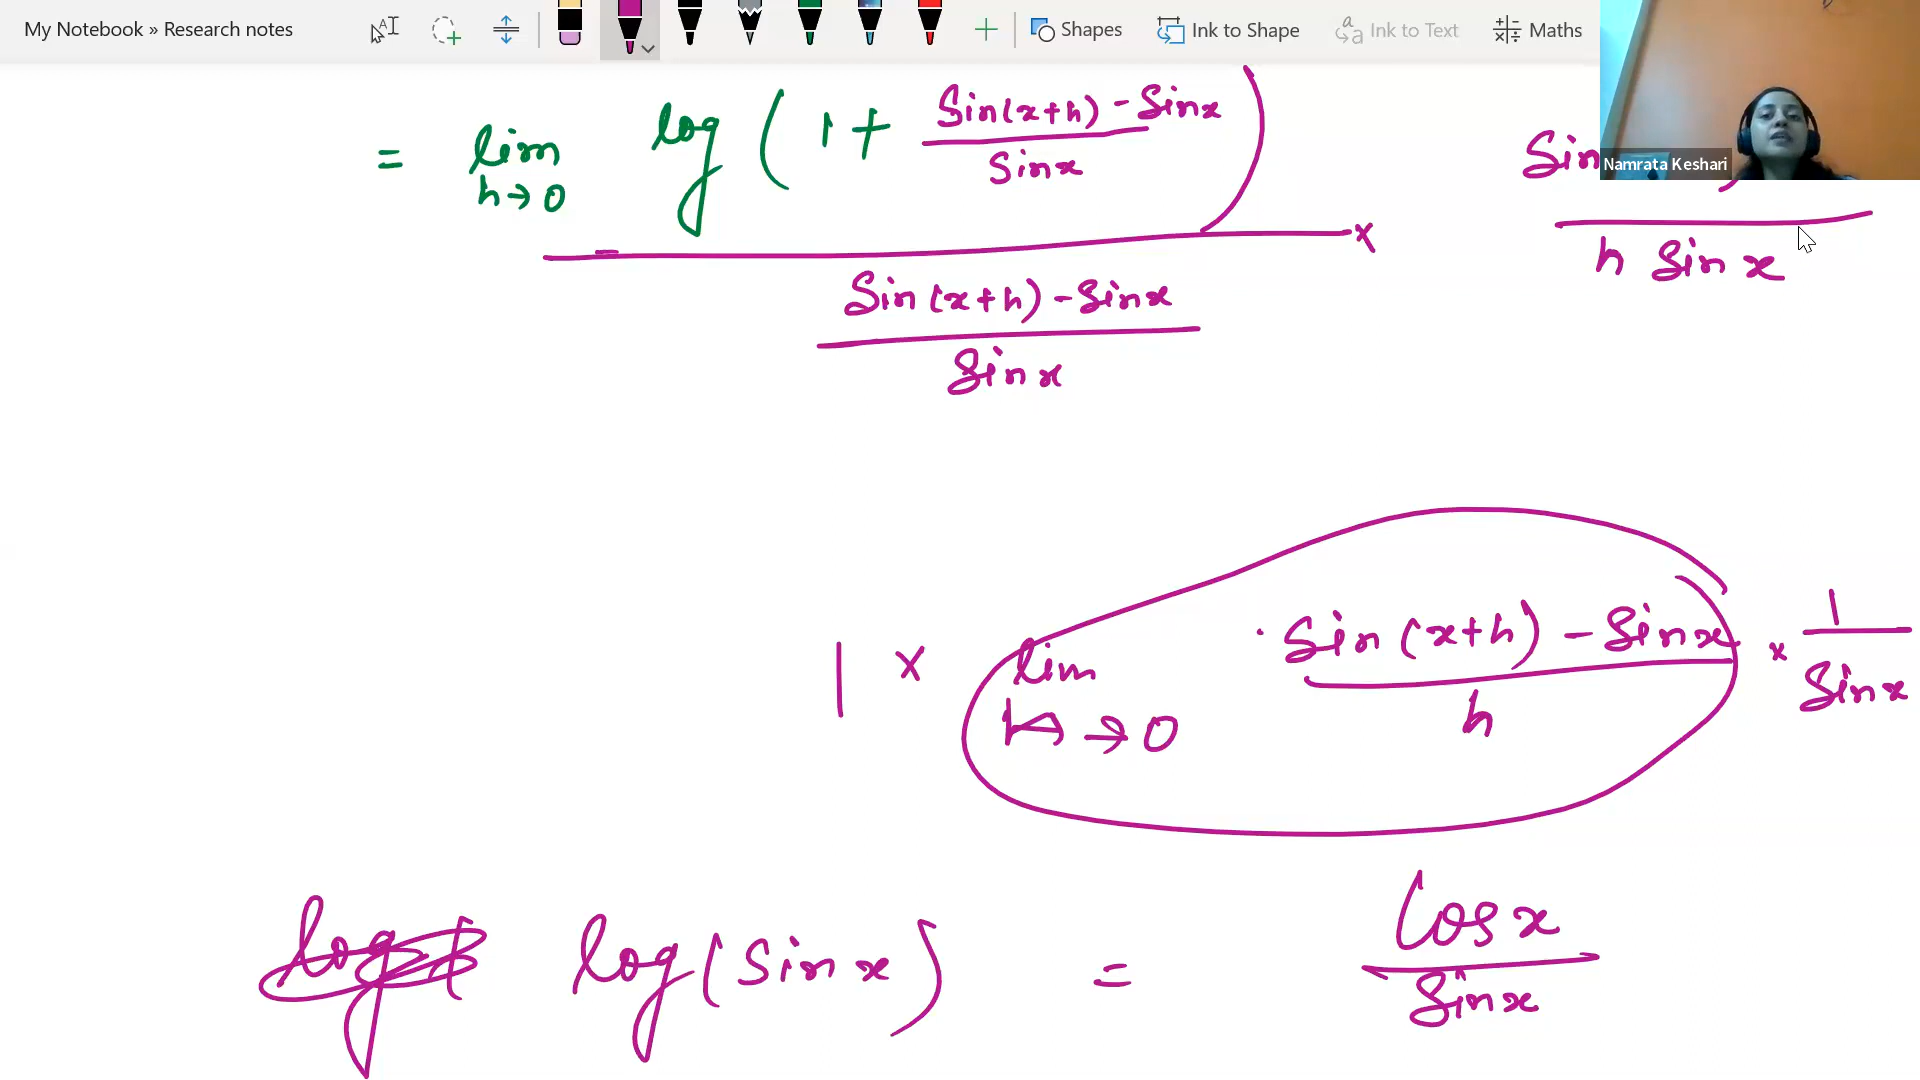 My Notebook » Research notes
Shapes
Ink to Shape
Ink to Text
Maths
Namrata Keshari
= lim h→0 log ( 1 + Sin(x+h) - Sinx
Sinx )
×
Sin
h Sin x
Sin(x+h) - Sinx
Sin x
1 × lim h→0 Sin(x+h) - Sinx
h
× 1
Sinx
log(Sinx) = Cosx
Sinx